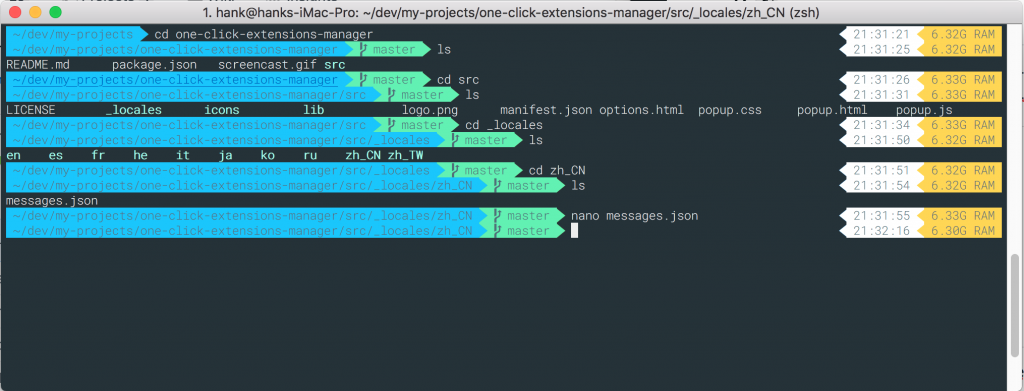 1. hank@hanks-iMac-Pro: ~/dev/my-projects/one-click-extensions-manager/src/_locales/zh_CN (zsh)
~/dev/my-projects cd one-click-extensions-manager 21:31:21 6.32G RAM
~/dev/my-projects/one-click-extensions-manager master ls 21:31:25 6.32G RAM
README.md package.json screencast.gif src
~/dev/my-projects/one-click-extensions-manager master cd src 21:31:26 6.33G RAM
~/dev/my-projects/one-click-extensions-manager/src master ls 21:31:31 6.33G RAM
LICENSE _locales icons lib logo.png manifest.json options.html popup.css popup.html popup.js
~/dev/my-projects/one-click-extensions-manager/src master cd _locales 21:31:34 6.33G RAM
~/dev/my-projects/one-click-extensions-manager/src/_locales master ls 21:31:50 6.32G RAM
en es fr he it ja ko ru zh_CN zh_TW
~/dev/my-projects/one-click-extensions-manager/src/_locales master cd zh_CN 21:31:51 6.32G RAM
~/dev/my-projects/one-click-extensions-manager/src/_locales/zh_CN master ls 21:31:54 6.32G RAM
messages.json
~/dev/my-projects/one-click-extensions-manager/src/_locales/zh_CN master nano messages.json 21:31:55 6.33G RAM
~/dev/my-projects/one-click-extensions-manager/src/_locales/zh_CN master 21:32:16 6.30G RAM